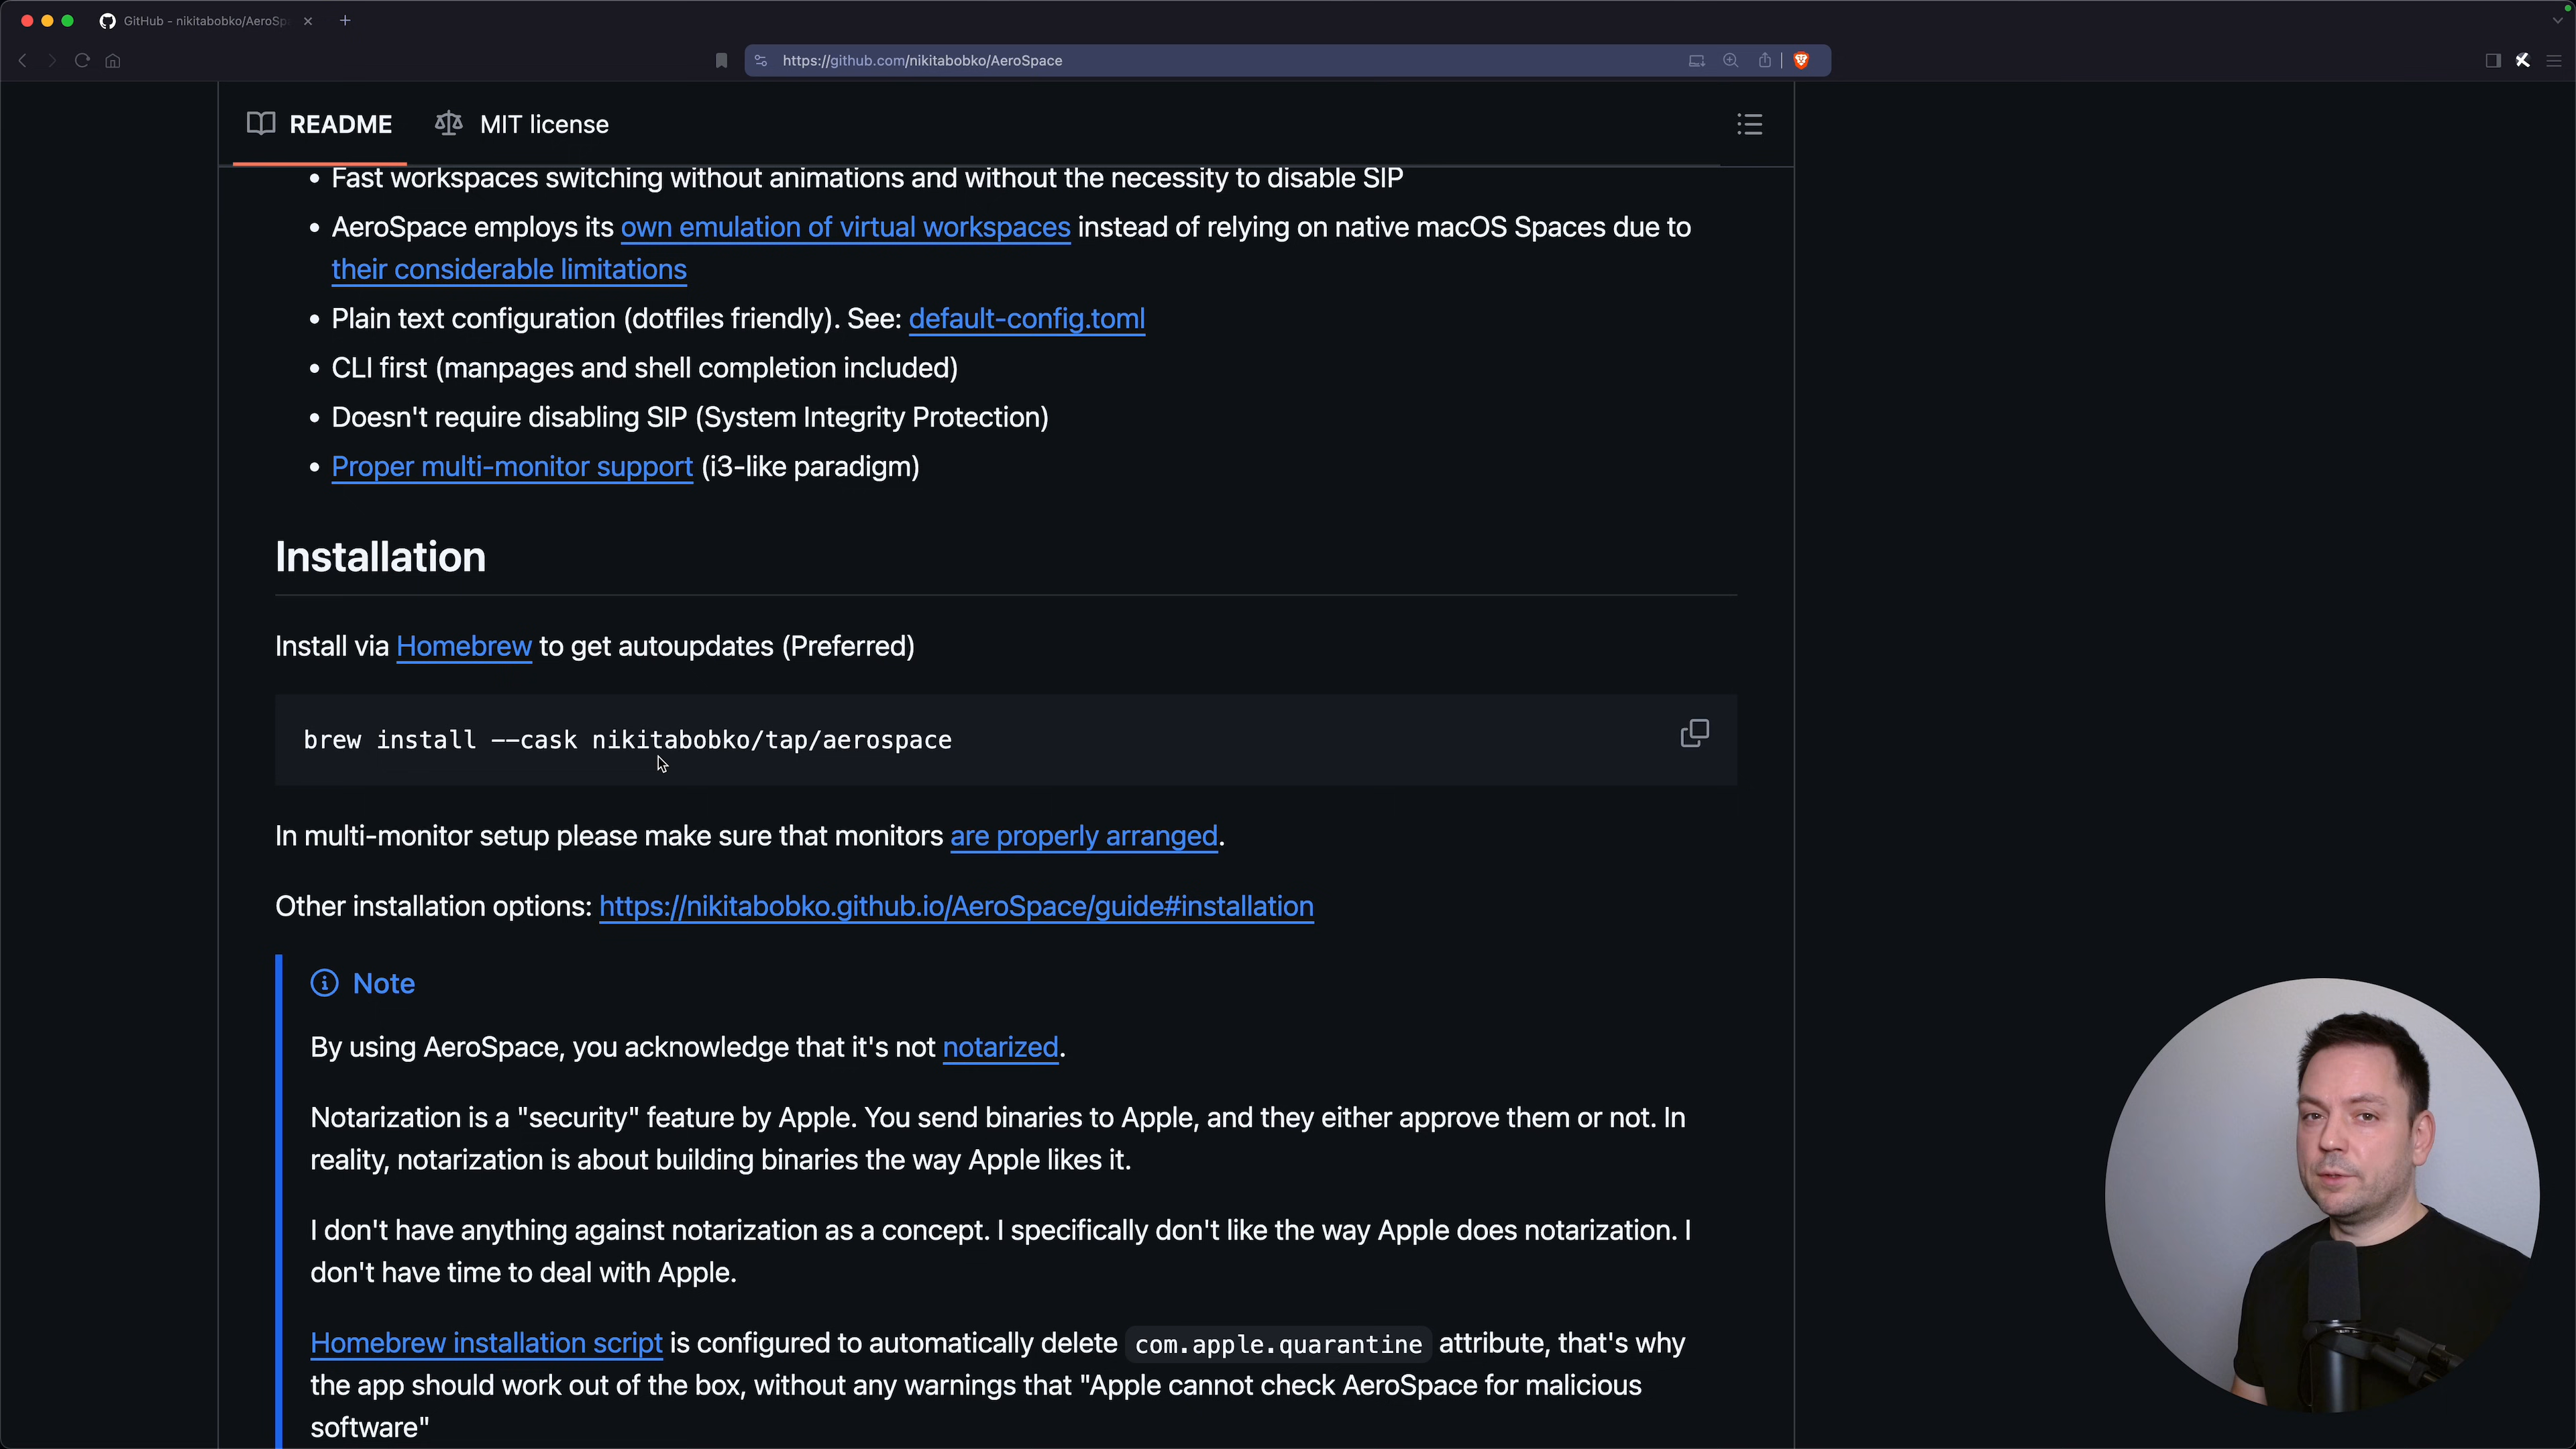 GitHub - nikitabobko/AeroSp
https://github.com/nikitabobko/AeroSpace
README
MIT license
• Fast workspaces switching without animations and without the necessity to disable SIP
• AeroSpace employs its own emulation of virtual workspaces instead of relying on native macOS Spaces due to
their considerable limitations
• Plain text configuration (dotfiles friendly). See: default-config.toml
• CLI first (manpages and shell completion included)
• Doesn't require disabling SIP (System Integrity Protection)
• Proper multi-monitor support (i3-like paradigm)
Installation
Install via Homebrew to get autoupdates (Preferred)
brew install --cask nikitabobko/tap/aerospace
In multi-monitor setup please make sure that monitors are properly arranged.
Other installation options: https://nikitabobko.github.io/AeroSpace/guide#installation
Note
By using AeroSpace, you acknowledge that it's not notarized.
Notarization is a "security" feature by Apple. You send binaries to Apple, and they either approve them or not. In
reality, notarization is about building binaries the way Apple likes it.
I don't have anything against notarization as a concept. I specifically don't like the way Apple does notarization. I
don't have time to deal with Apple.
Homebrew installation script is configured to automatically delete com.apple.quarantine attribute, that's why
the app should work out of the box, without any warnings that "Apple cannot check AeroSpace for malicious
software"